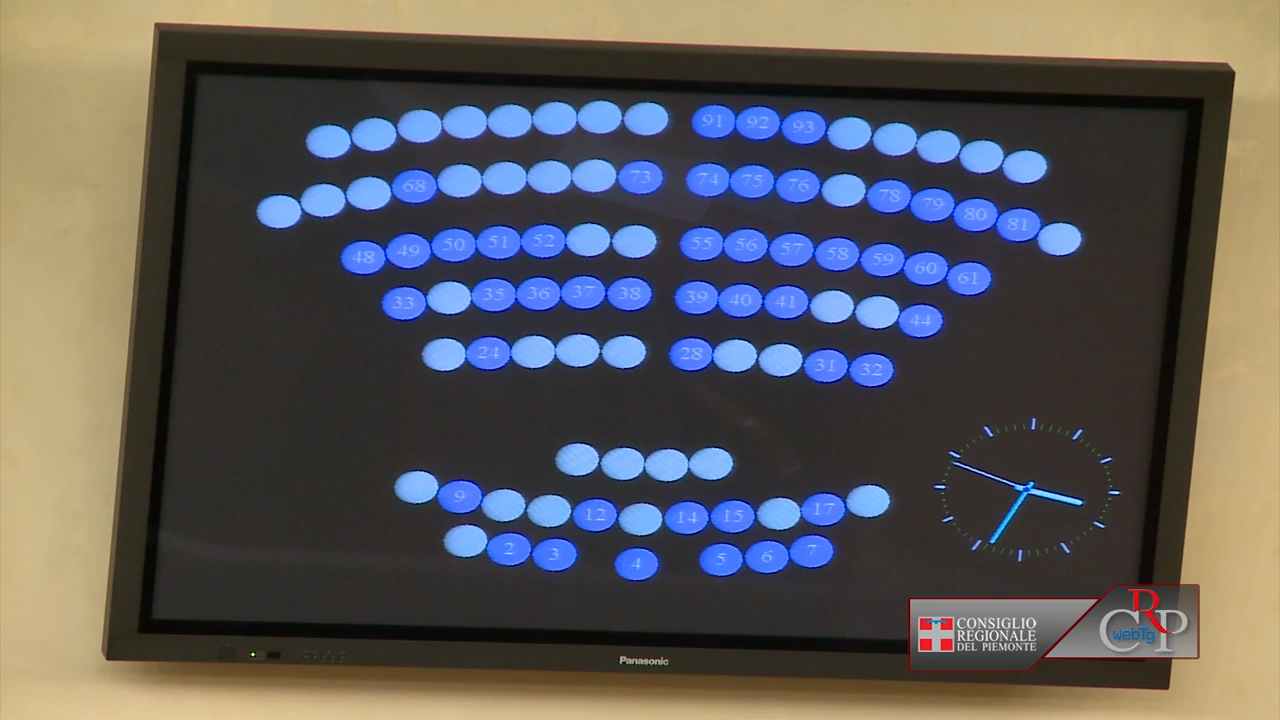 91 92 93
68 73 74 75 76 78 79 80 81
48 49 50 51 52 55 56 57 58 59 60 61
33 35 36 37 38 39 40 41 44
24 28 31 32
9 12 14 15 17
2 3 4 5 6 7
Panasonic
CONSIGLIO
REGIONALE
DEL PIEMONTE
CRP
webTg